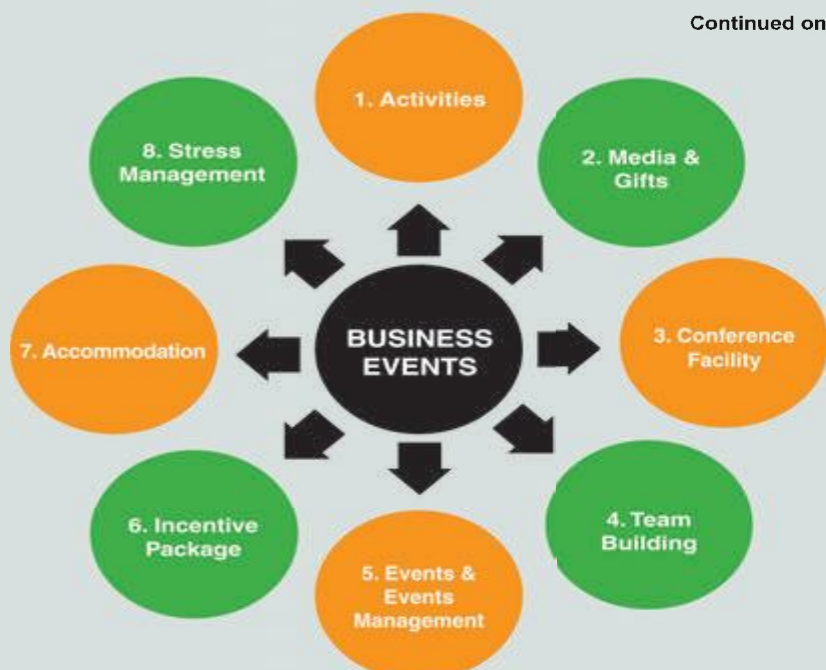 Continued on
1. Activities
2. Media &
Gifts
3. Conference
Facility
4. Team
Building
5. Events &
Events
Management
6. Incentive
Package
7. Accommodation
8. Stress
Management
BUSINESS
EVENTS